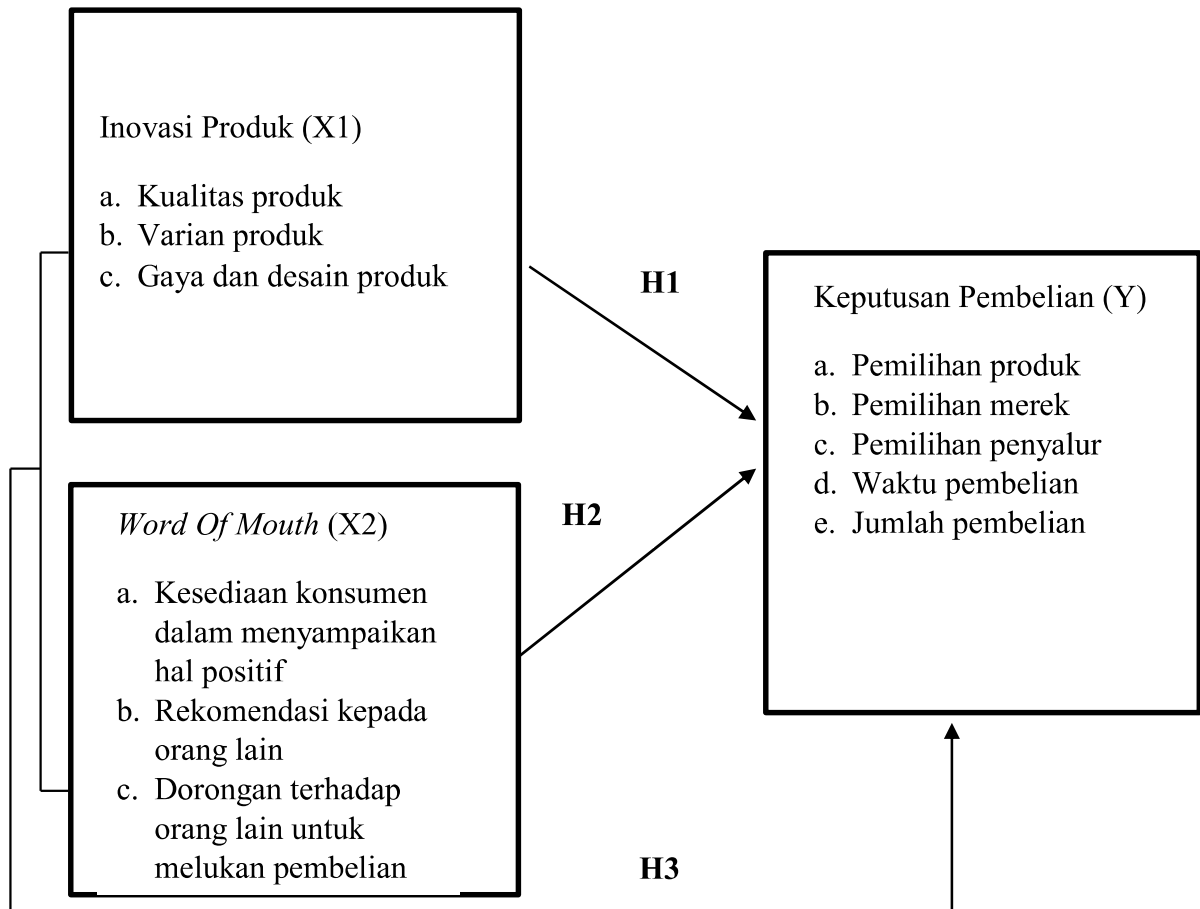 Inovasi Produk (X1)
a. Kualitas produk
b. Varian produk
c. Gaya dan desain produk
H1
Keputusan Pembelian (Y)
a. Pemilihan produk
b. Pemilihan merek
c. Pemilihan penyalur
d. Waktu pembelian
e. Jumlah pembelian
Word Of Mouth (X2)
a. Kesediaan konsumen
dalam menyampaikan
hal positif
b. Rekomendasi kepada
orang lain
c. Dorongan terhadap
orang lain untuk
melukan pembelian
H2
H3